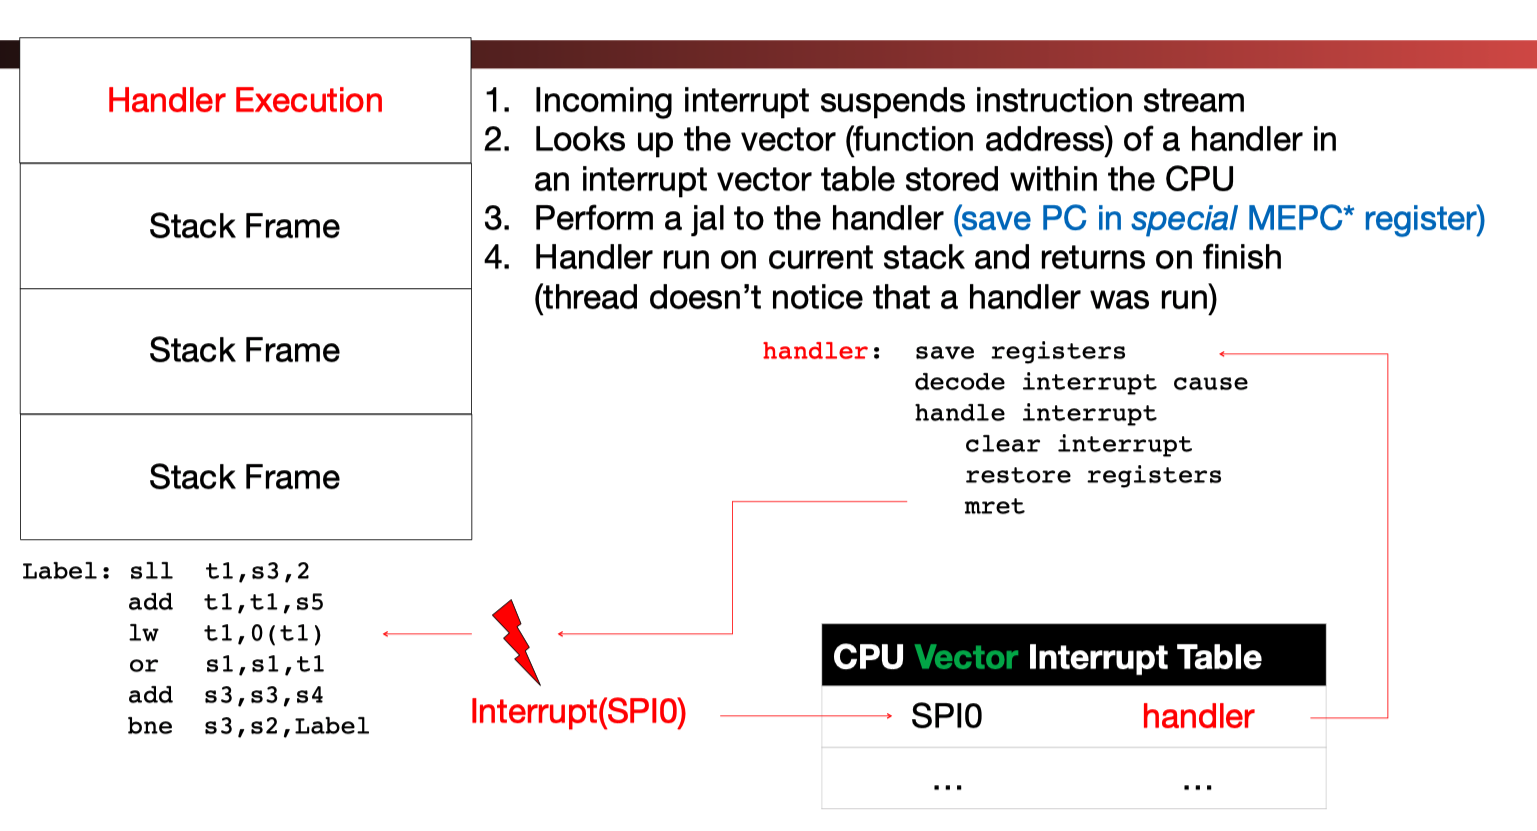 Handler Execution
Stack Frame
Stack Frame
Stack Frame
1. Incoming interrupt suspends instruction stream
2. Looks up the vector (function address) of a handler in
an interrupt vector table stored within the CPU
3. Perform a jal to the handler (save PC in special MEPC* register)
4. Handler run on current stack and returns on finish
(thread doesn’t notice that a handler was run)
handler: save registers
decode interrupt cause
handle interrupt
clear interrupt
restore registers
mret
Label: sll t1,s3,2
add t1,t1,s5
lw t1,0(t1)
or s1,s1,t1
add s3,s3,s4
bne s3,s2,Label
Interrupt(SPI0)
CPU Vector Interrupt Table
SPI0 handler
... ...